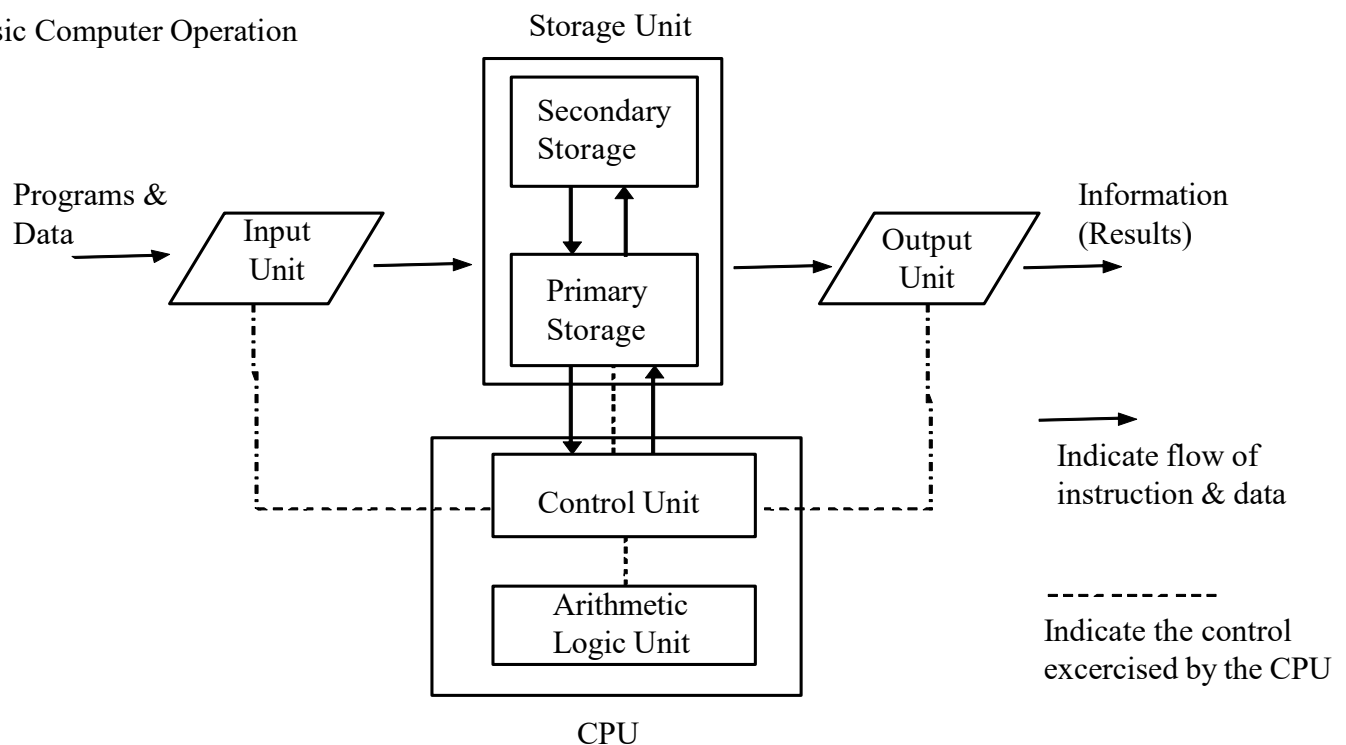 sic Computer Operation
Storage Unit
Secondary
Storage
Programs &
Data
Input
Unit
Primary
Storage
Output
Unit
Information
(Results)
Control Unit
Arithmetic
Logic Unit
CPU
Indicate flow of
instruction & data
Indicate the control
excercised by the CPU